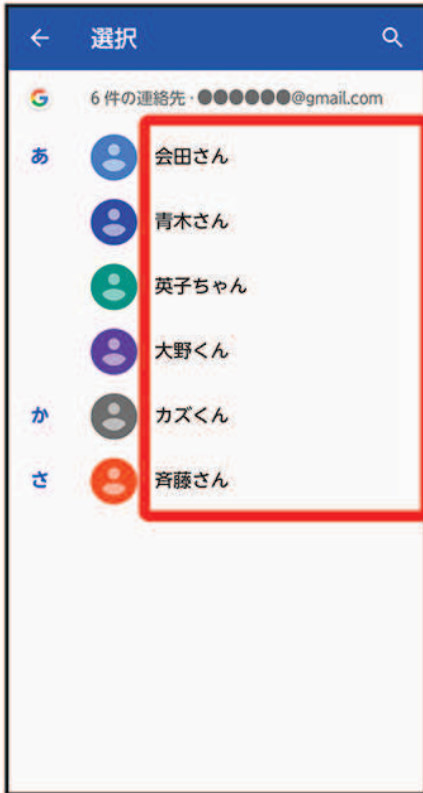 選択
6 件の連絡先・●●●●●●@gmail.com
あ
会田さん
青木さん
英子ちゃん
大野くん
か
カズくん
さ
斉藤さん